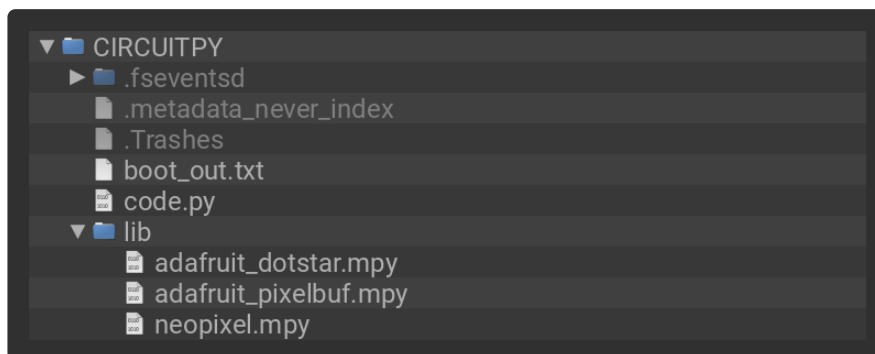 CIRCUITPY
.fseventsd
.metadata_never_index
.Trashes
boot_out.txt
code.py
lib
adafruit_dotstar.mpy
adafruit_pixelbuf.mpy
neopixel.mpy